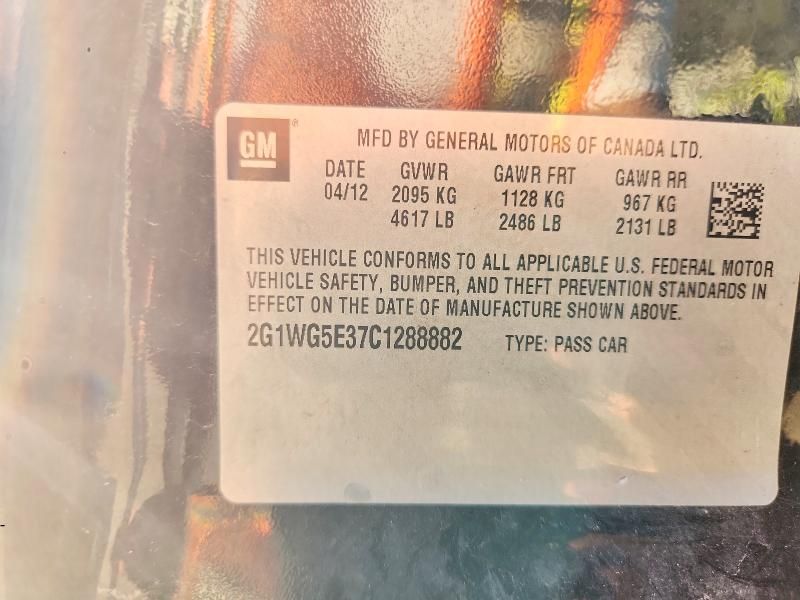 GM® MFD BY GENERAL MOTORS OF CANADA LTD.
DATE GVWR GAWR FRT GAWR RR
04/12 2095 KG 1128 KG 967 KG
4617 LB 2486 LB 2131 LB
THIS VEHICLE CONFORMS TO ALL APPLICABLE U.S. FEDERAL MOTOR
VEHICLE SAFETY, BUMPER, AND THEFT PREVENTION STANDARDS IN
EFFECT ON THE DATE OF MANUFACTURE SHOWN ABOVE.
2G1WG5E37C1288882 TYPE: PASS CAR